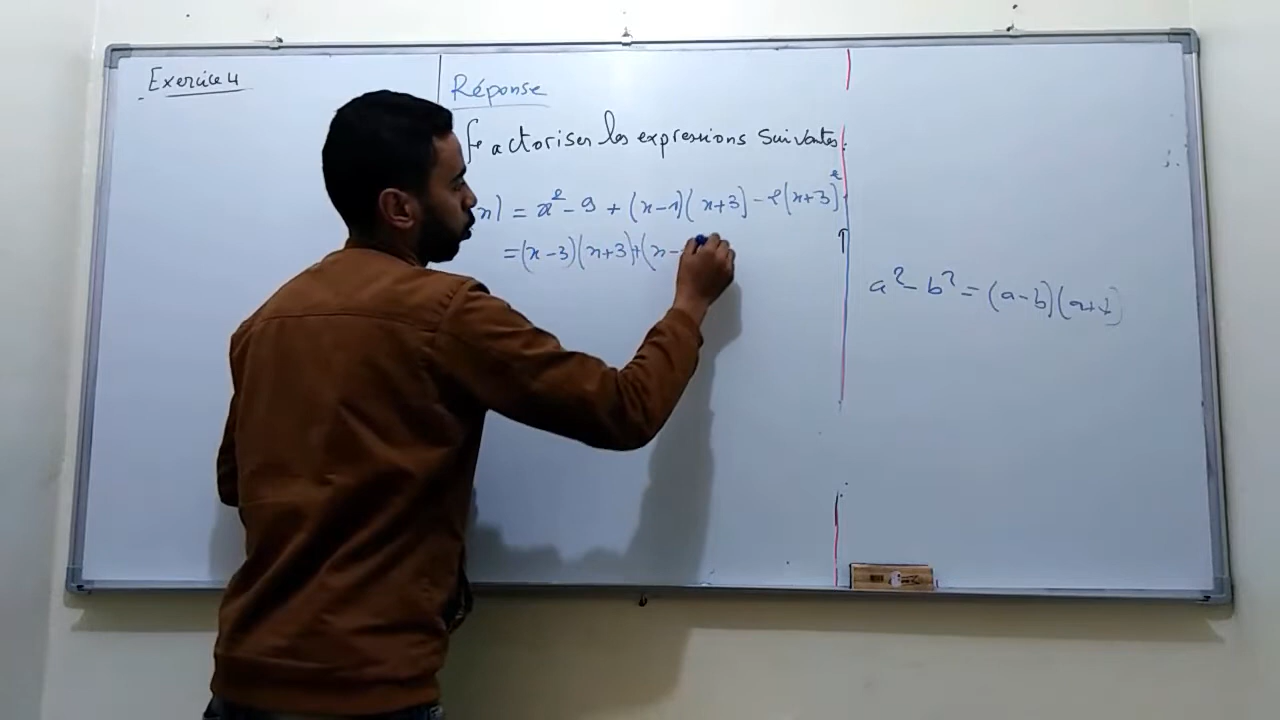 Exercice 4
Réponse
factoriser les expressions suivantes.
x) = x² - 9 + (x-1)(x+3) - 2(x+3)²
= (x-3)(x+3)+(x-
a² - b² = (a-b)(a+